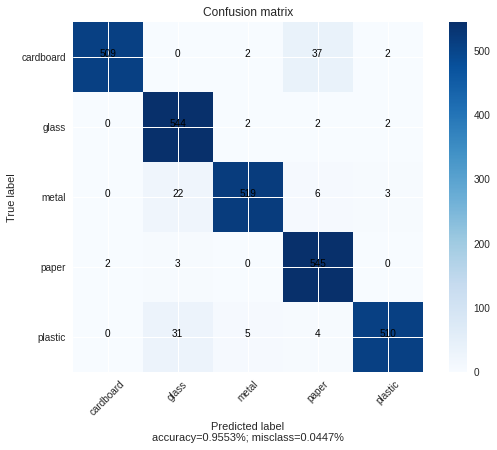 Confusion matrix
cardboard 509 0 2 37 2
glass 0 544 2 2 2
metal 0 22 519 6 3
paper 2 3 0 545 0
plastic 0 31 5 4 510
True label
cardboard glass metal paper plastic
Predicted label
accuracy=0.9553%; misclass=0.0447%
500
400
300
200
100
0